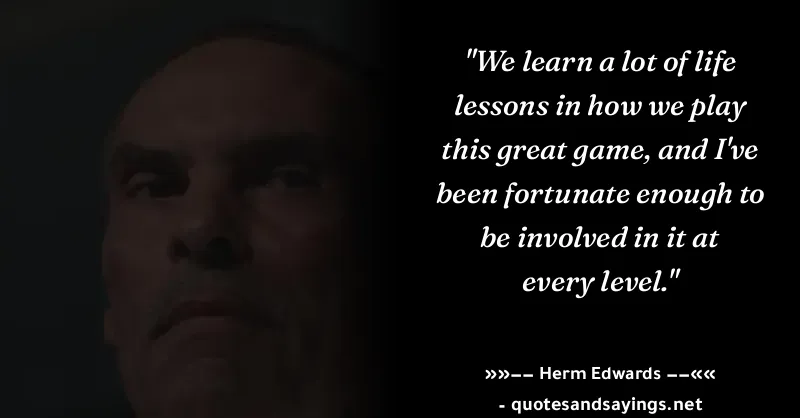 "We learn a lot of life
lessons in how we play
this great game, and I've
been fortunate enough to
be involved in it at
every level."
»»−− Herm Edwards −−««
- quotesandsayings.net